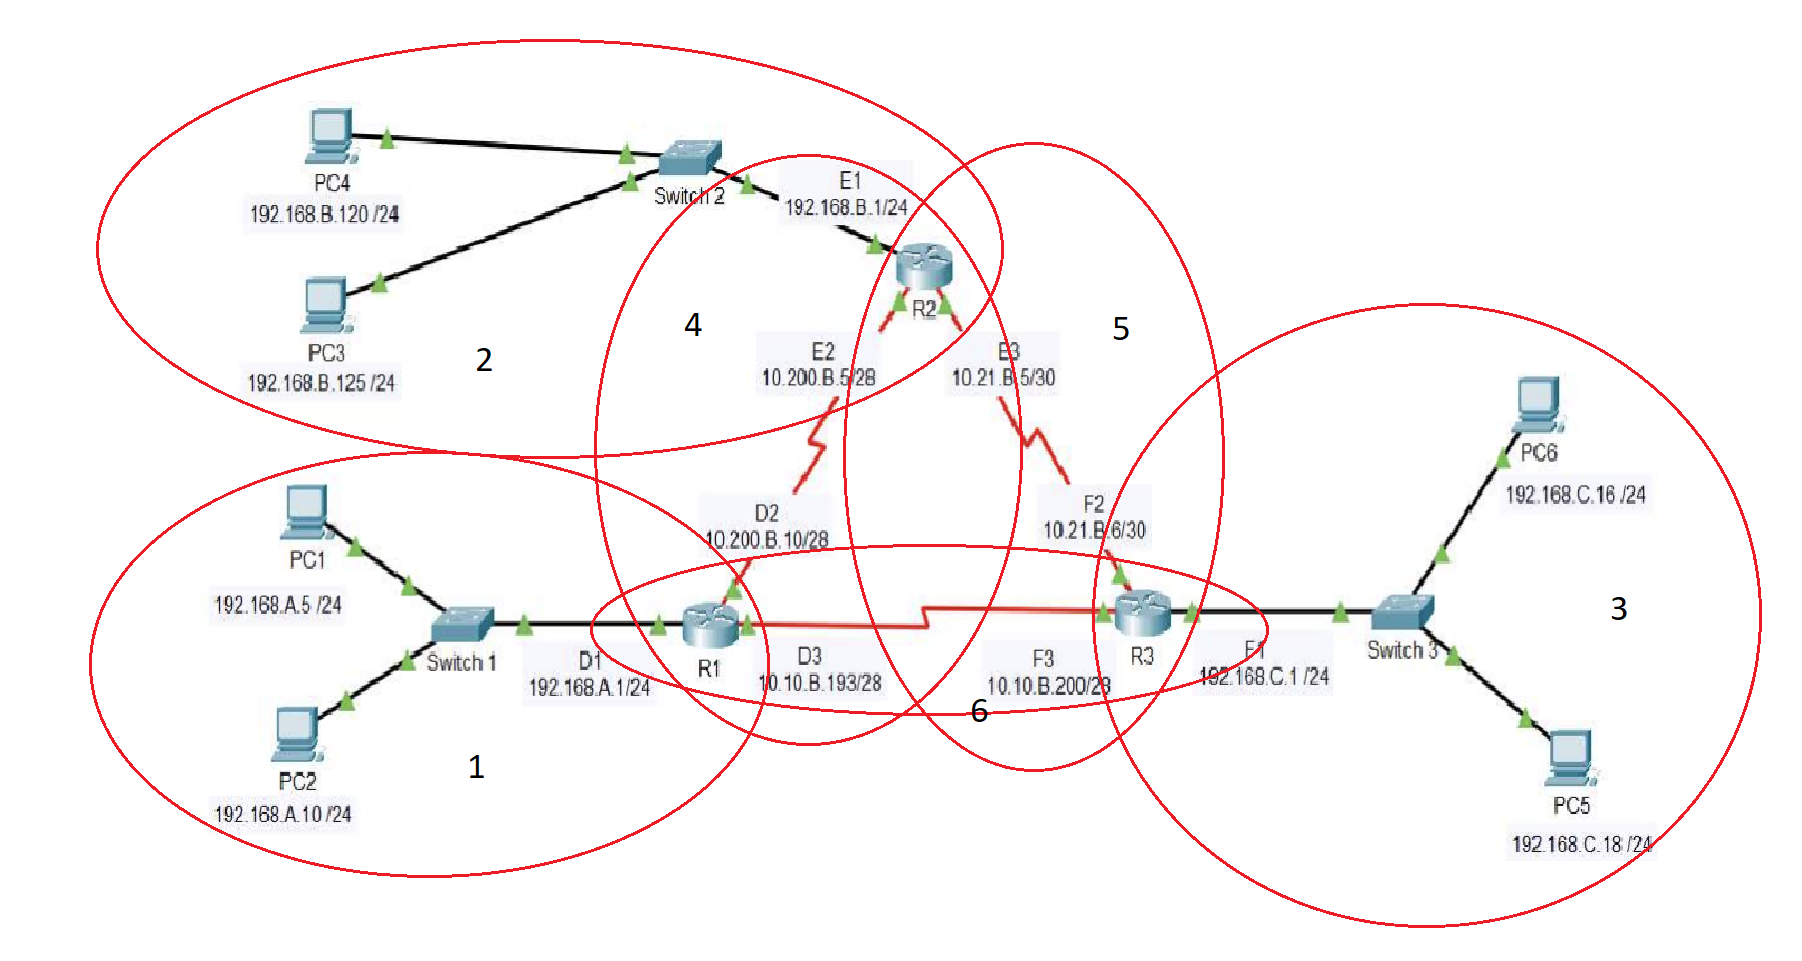 PC4
192.168.B.120 /24
Switch 2
E1
192.168.B.1/24
R2
PC3
192.168.B.125 /24
2
4
5
E2
10.200.B.5/28
E3
10.21.B.5/30
PC6
192.168.C.16 /24
D2
10.200.B.10/28
F2
10.21.B.6/30
PC1
192.168.A.5 /24
Switch 1
D1
192.168.A.1/24
R1
D3
10.10.B.193/28
F3
10.10.B.200/28
R3
F1
192.168.C.1 /24
Switch 3
3
6
PC2
192.168.A.10 /24
1
PC5
192.168.C.18 /24